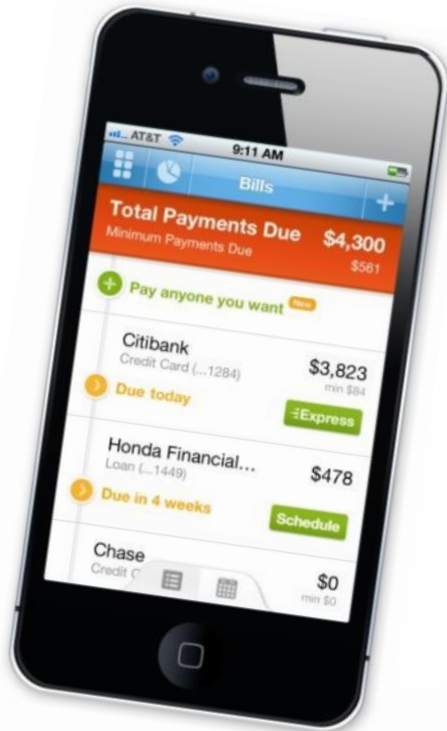 AT&T
9:11 AM
Bills
Total Payments Due $4,300
Minimum Payments Due $561
Pay anyone you want New
Citibank $3,823
Credit Card (...1284) min $84
Due today
Express
Honda Financial... $478
Loan (...1449)
Due in 4 weeks
Schedule
Chase $0
Credit C
min $0